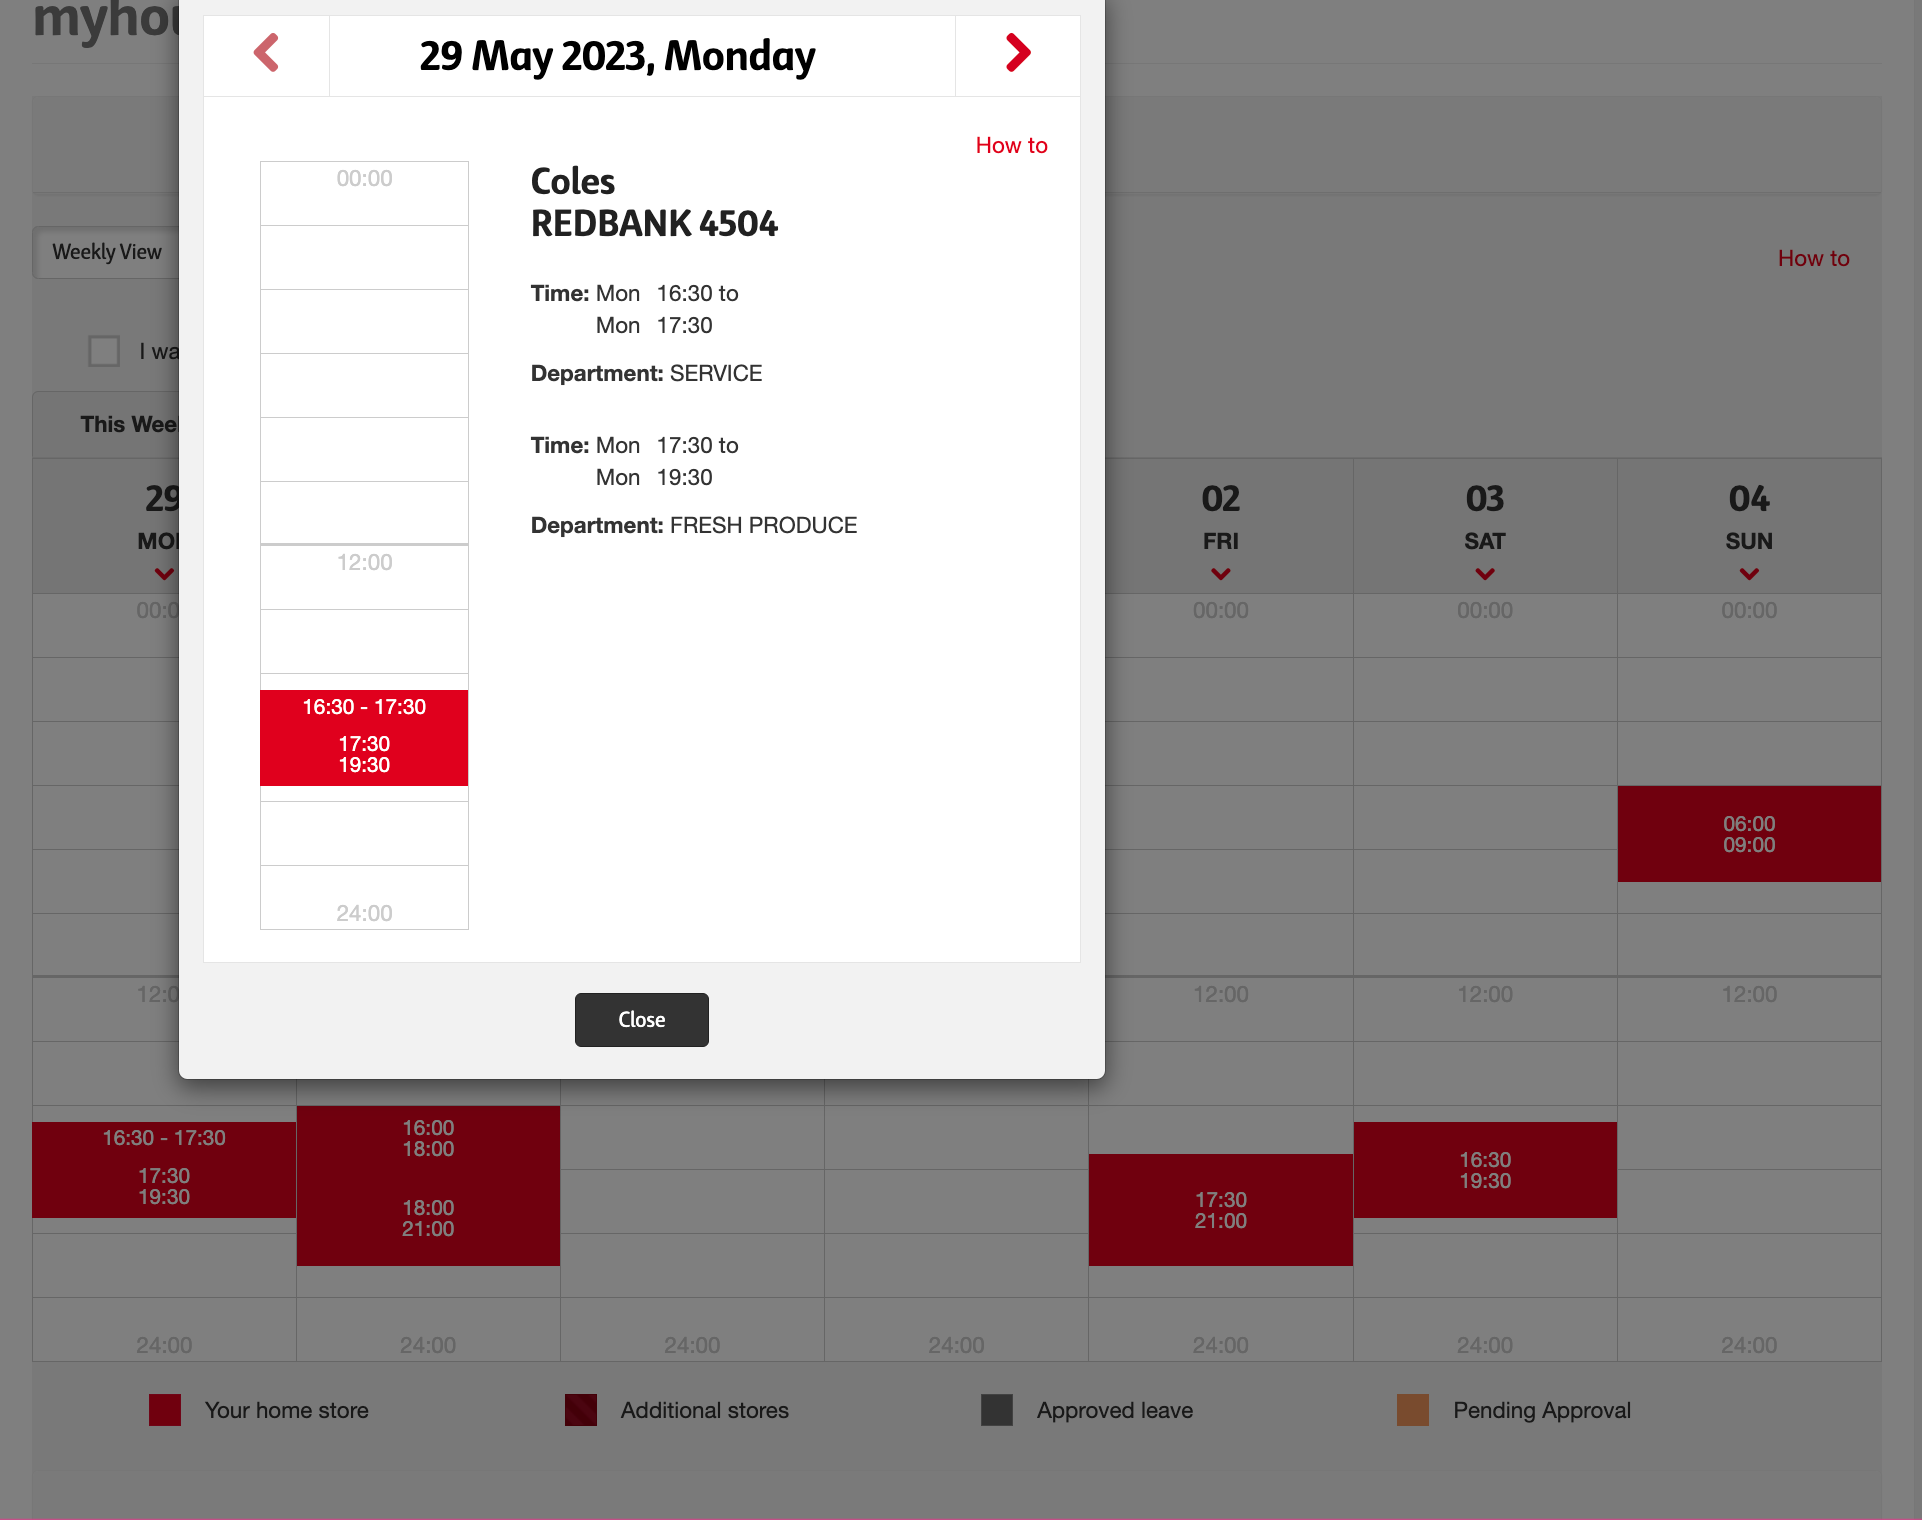 myhou
29 May 2023, Monday
How to
Coles
REDBANK 4504
Time: Mon 16:30 to
Mon 17:30
Department: SERVICE
Time: Mon 17:30 to
Mon 19:30
Department: FRESH PRODUCE
00:00
12:00
16:30 - 17:30
17:30
19:30
24:00
Close
Weekly View
How to
I wa
This Wee
29
MO
02
FRI
03
SAT
04
SUN
00:0
00:00
00:00
00:00
06:00
09:00
12:0
12:00
12:00
12:00
16:30 - 17:30
17:30
19:30
16:00
18:00
18:00
21:00
17:30
21:00
16:30
19:30
24:00
24:00
24:00
24:00
24:00
24:00
24:00
Your home store
Additional stores
Approved leave
Pending Approval